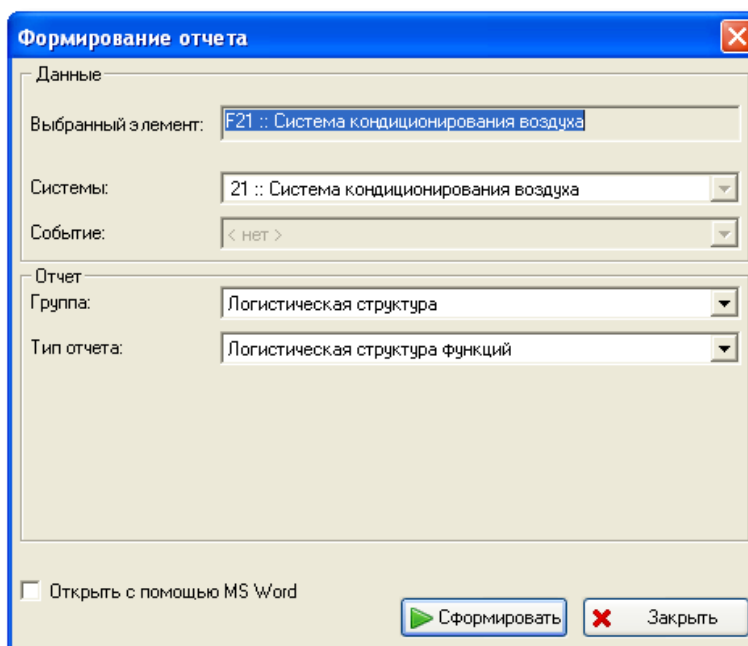 Формирование отчета
Данные
Выбранный элемент: F21 :: Система кондиционирования воздуха
Системы: 21 :: Система кондиционирования воздуха
Событие: < нет >
Отчет
Группа: Логистическая структура
Тип отчета: Логистическая структура функций
Открыть с помощью MS Word
Сформировать Закрыть